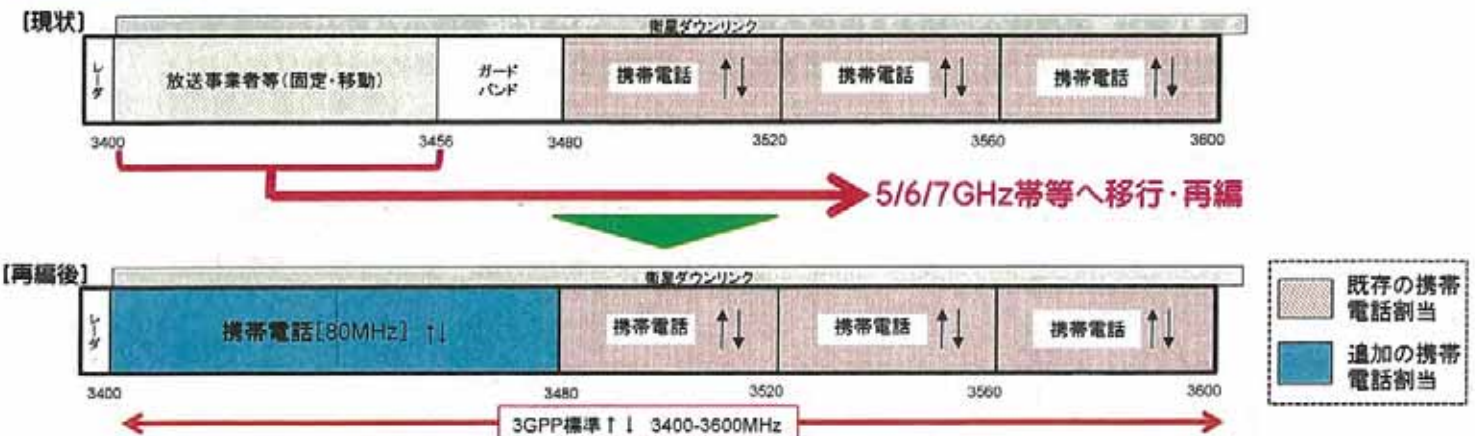 [現状]
衛星ダウンリンク
レーダ
放送事業者等(固定・移動)
ガード
バンド
携帯電話 ↑↓
携帯電話 ↑↓
携帯電話 ↑↓
3400
3456
3480
3520
3560
3600
5/6/7GHz帯等へ移行・再編
[再編後]
衛星ダウンリンク
レーダ
携帯電話[80MHz] ↑↓
携帯電話 ↑↓
携帯電話 ↑↓
携帯電話 ↑↓
3400
3480
3520
3560
3600
3GPP標準↑↓ 3400-3600MHz
既存の携帯
電話割当
追加の携帯
電話割当